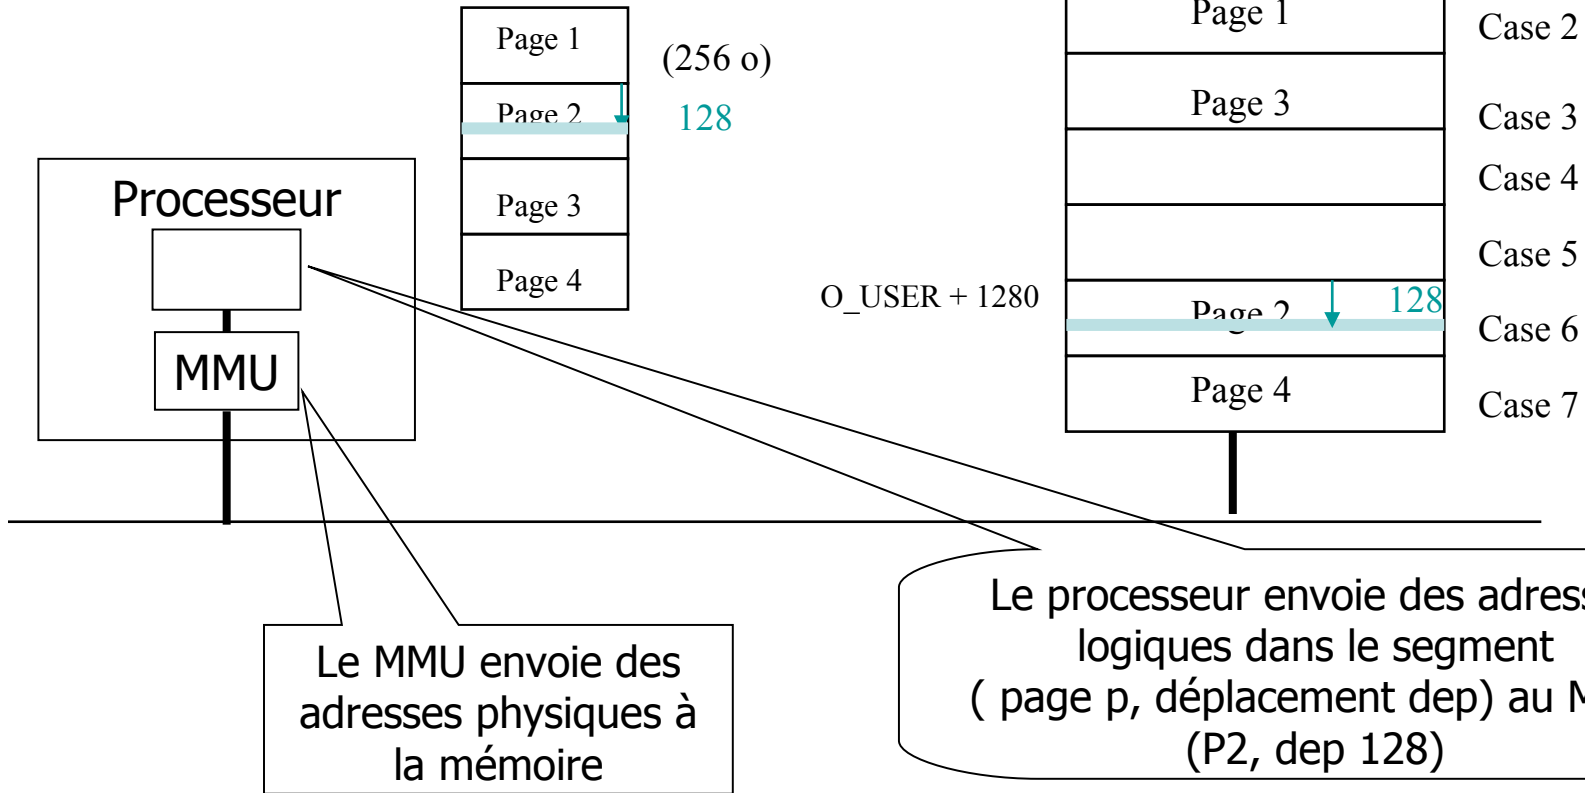 Page 1
(256 o)
Page 2
128
Page 3
Page 4
Processeur
MMU
Page 1
Case 2
Page 3
Case 3
Case 4
Case 5
O_USER + 1280
Page 2
128
Case 6
Page 4
Case 7
Le MMU envoie des
adresses physiques à
la mémoire
Le processeur envoie des
logiques dans le segment
( page p, déplacement dep) au
(P2, dep 128)